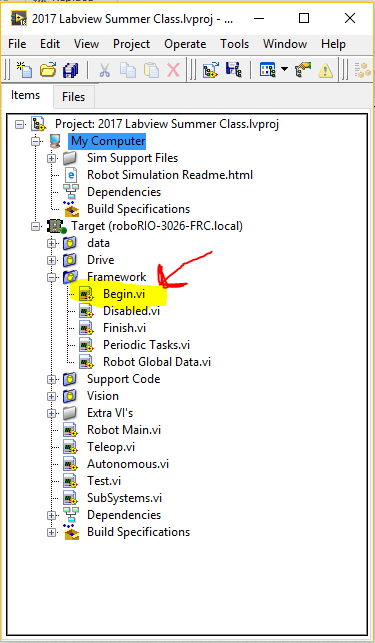 2017 Labview Summer Class.lvproj - ...
File Edit View Project Operate Tools Window
Items Files
Project: 2017 Labview Summer Class.lvproj
My Computer
Sim Support Files
Robot Simulation Readme.html
Dependencies
Build Specifications
Target (roboRIO-3026-FRC.local)
data
Drive
Framework
Begin.vi
Disabled.vi
Finish.vi
Periodic Tasks.vi
Robot Global Data.vi
Support Code
Vision
Extra VI's
Robot Main.vi
Teleop.vi
Autonomous.vi
Test.vi
SubSystems.vi
Dependencies
Build Specifications